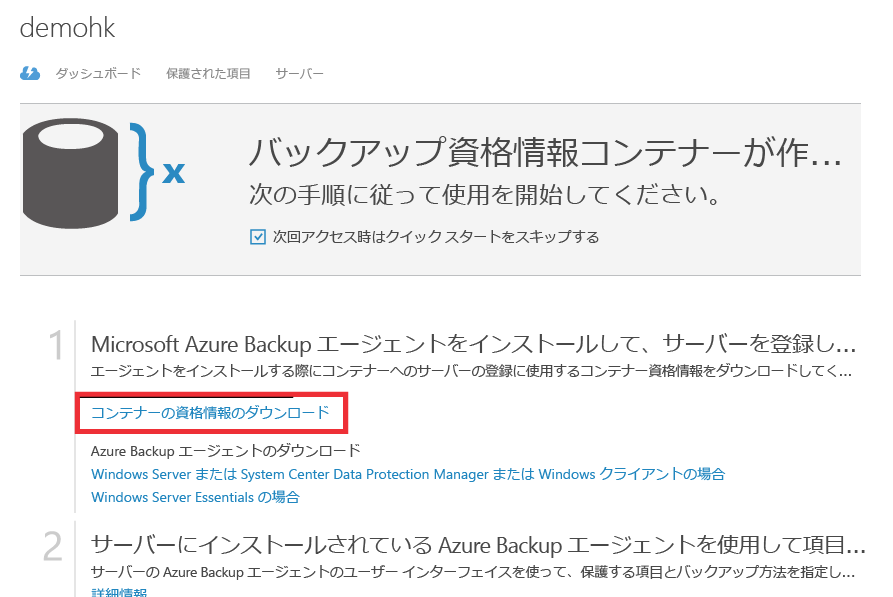 demohk
ダッシュボード 保護された項目 サーバー
} x
バックアップ資格情報コンテナーが作...
次の手順に従って使用を開始してください。
次回アクセス時はクイック スタートをスキップする
1
Microsoft Azure Backup エージェントをインストールして、サーバーを登録し...
エージェントをインストールする際にコンテナーへのサーバーの登録に使用するコンテナー資格情報をダウンロードしてく...
コンテナーの資格情報のダウンロード
Azure Backup エージェントのダウンロード
Windows Server または System Center Data Protection Manager または Windows クライアントの場合
Windows Server Essentials の場合
2
サーバーにインストールされている Azure Backup エージェントを使用して項目...
サーバーの Azure Backup エージェントのユーザー インターフェイスを使って、保護する項目とバックアップ方法を指定し...
詳細情報